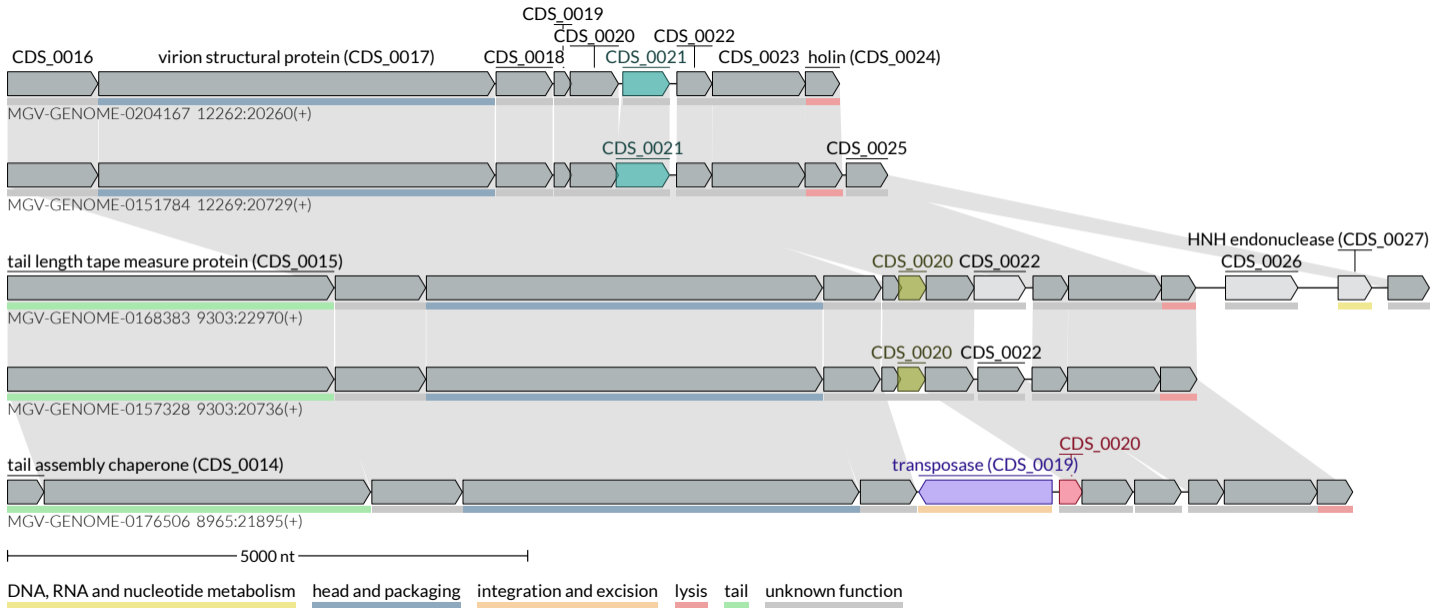 CDS_0019
CDS_0020 CDS_0022
CDS_0016 virion structural protein (CDS_0017) CDS_0018 CDS_0021 CDS_0023 holin (CDS_0024)
MGV-GENOME-0204167 12262:20260(+)
CDS_0021 CDS_0025
MGV-GENOME-0151784 12269:20729(+)
HNH endonuclease (CDS_0027)
tail length tape measure protein (CDS_0015) CDS_0020 CDS_0022 CDS_0026
MGV-GENOME-0168383 9303:22970(+)
CDS_0020 CDS_0022
MGV-GENOME-0157328 9303:20736(+)
CDS_0020
tail assembly chaperone (CDS_0014) transposase (CDS_0019)
MGV-GENOME-0176506 8965:21895(+)
5000 nt
DNA, RNA and nucleotide metabolism head and packaging integration and excision lysis tail unknown function